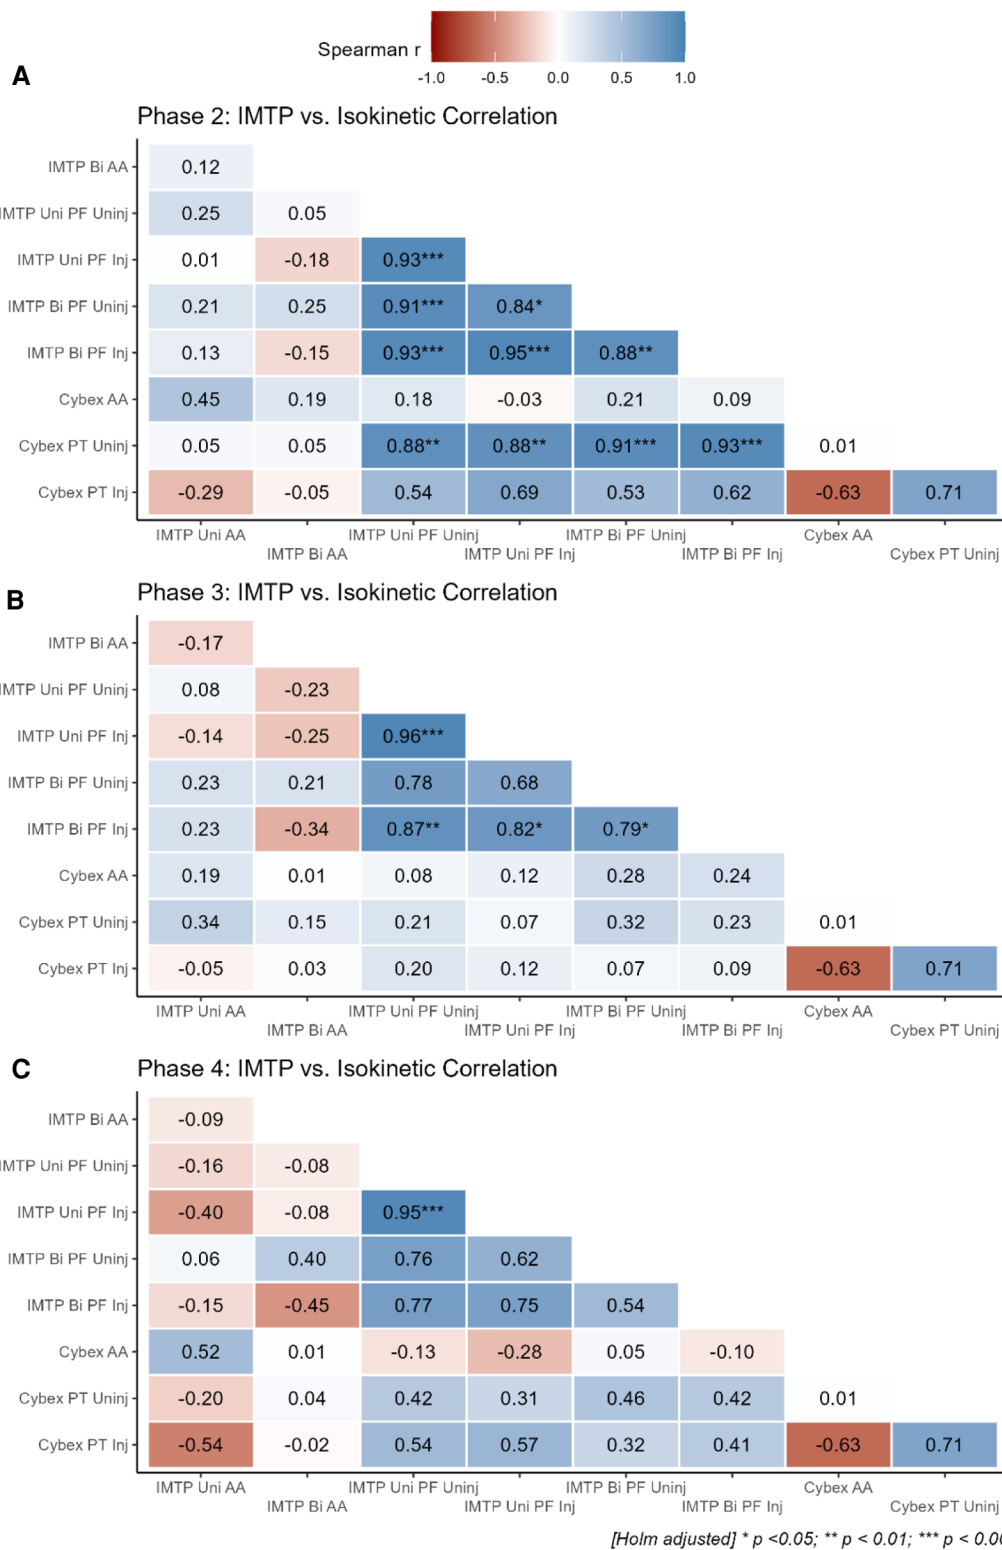 Spearman r
-1.0 -0.5 0.0 0.5 1.0
A
Phase 2: IMTP vs. Isokinetic Correlation
IMTP Bi AA 0.12
IMTP Uni PF Uninj 0.25 0.05
IMTP Uni PF Inj 0.01 -0.18 0.93***
IMTP Bi PF Uninj 0.21 0.25 0.91*** 0.84*
IMTP Bi PF Inj 0.13 -0.15 0.93*** 0.95*** 0.88**
Cybex AA 0.45 0.19 0.18 -0.03 0.21 0.09
Cybex PT Uninj 0.05 0.05 0.88** 0.88** 0.91*** 0.93*** 0.01
Cybex PT Inj -0.29 -0.05 0.54 0.69 0.53 0.62 -0.63 0.71
IMTP Uni AA IMTP Uni PF Uninj IMTP Bi PF Uninj Cybex AA
IMTP Bi AA IMTP Uni PF Inj IMTP Bi PF Inj Cybex PT Uninj
B
Phase 3: IMTP vs. Isokinetic Correlation
IMTP Bi AA -0.17
IMTP Uni PF Uninj 0.08 -0.23
IMTP Uni PF Inj -0.14 -0.25 0.96***
IMTP Bi PF Uninj 0.23 0.21 0.78 0.68
IMTP Bi PF Inj 0.23 -0.34 0.87** 0.82* 0.79*
Cybex AA 0.19 0.01 0.08 0.12 0.28 0.24
Cybex PT Uninj 0.34 0.15 0.21 0.07 0.32 0.23 0.01
Cybex PT Inj -0.05 0.03 0.20 0.12 0.07 0.09 -0.63 0.71
IMTP Uni AA IMTP Uni PF Uninj IMTP Bi PF Uninj Cybex AA
IMTP Bi AA IMTP Uni PF Inj IMTP Bi PF Inj Cybex PT Uninj
C
Phase 4: IMTP vs. Isokinetic Correlation
IMTP Bi AA -0.09
IMTP Uni PF Uninj -0.16 -0.08
IMTP Uni PF Inj -0.40 -0.08 0.95***
IMTP Bi PF Uninj 0.06 0.40 0.76 0.62
IMTP Bi PF Inj -0.15 -0.45 0.77 0.75 0.54
Cybex AA 0.52 0.01 -0.13 -0.28 0.05 -0.10
Cybex PT Uninj -0.20 0.04 0.42 0.31 0.46 0.42 0.01
Cybex PT Inj -0.54 -0.02 0.54 0.57 0.32 0.41 -0.63 0.71
IMTP Uni AA IMTP Uni PF Uninj IMTP Bi PF Uninj Cybex AA
IMTP Bi AA IMTP Uni PF Inj IMTP Bi PF Inj Cybex PT Uninj
[Holm adjusted] * p <0.05; ** p < 0.01; *** p <